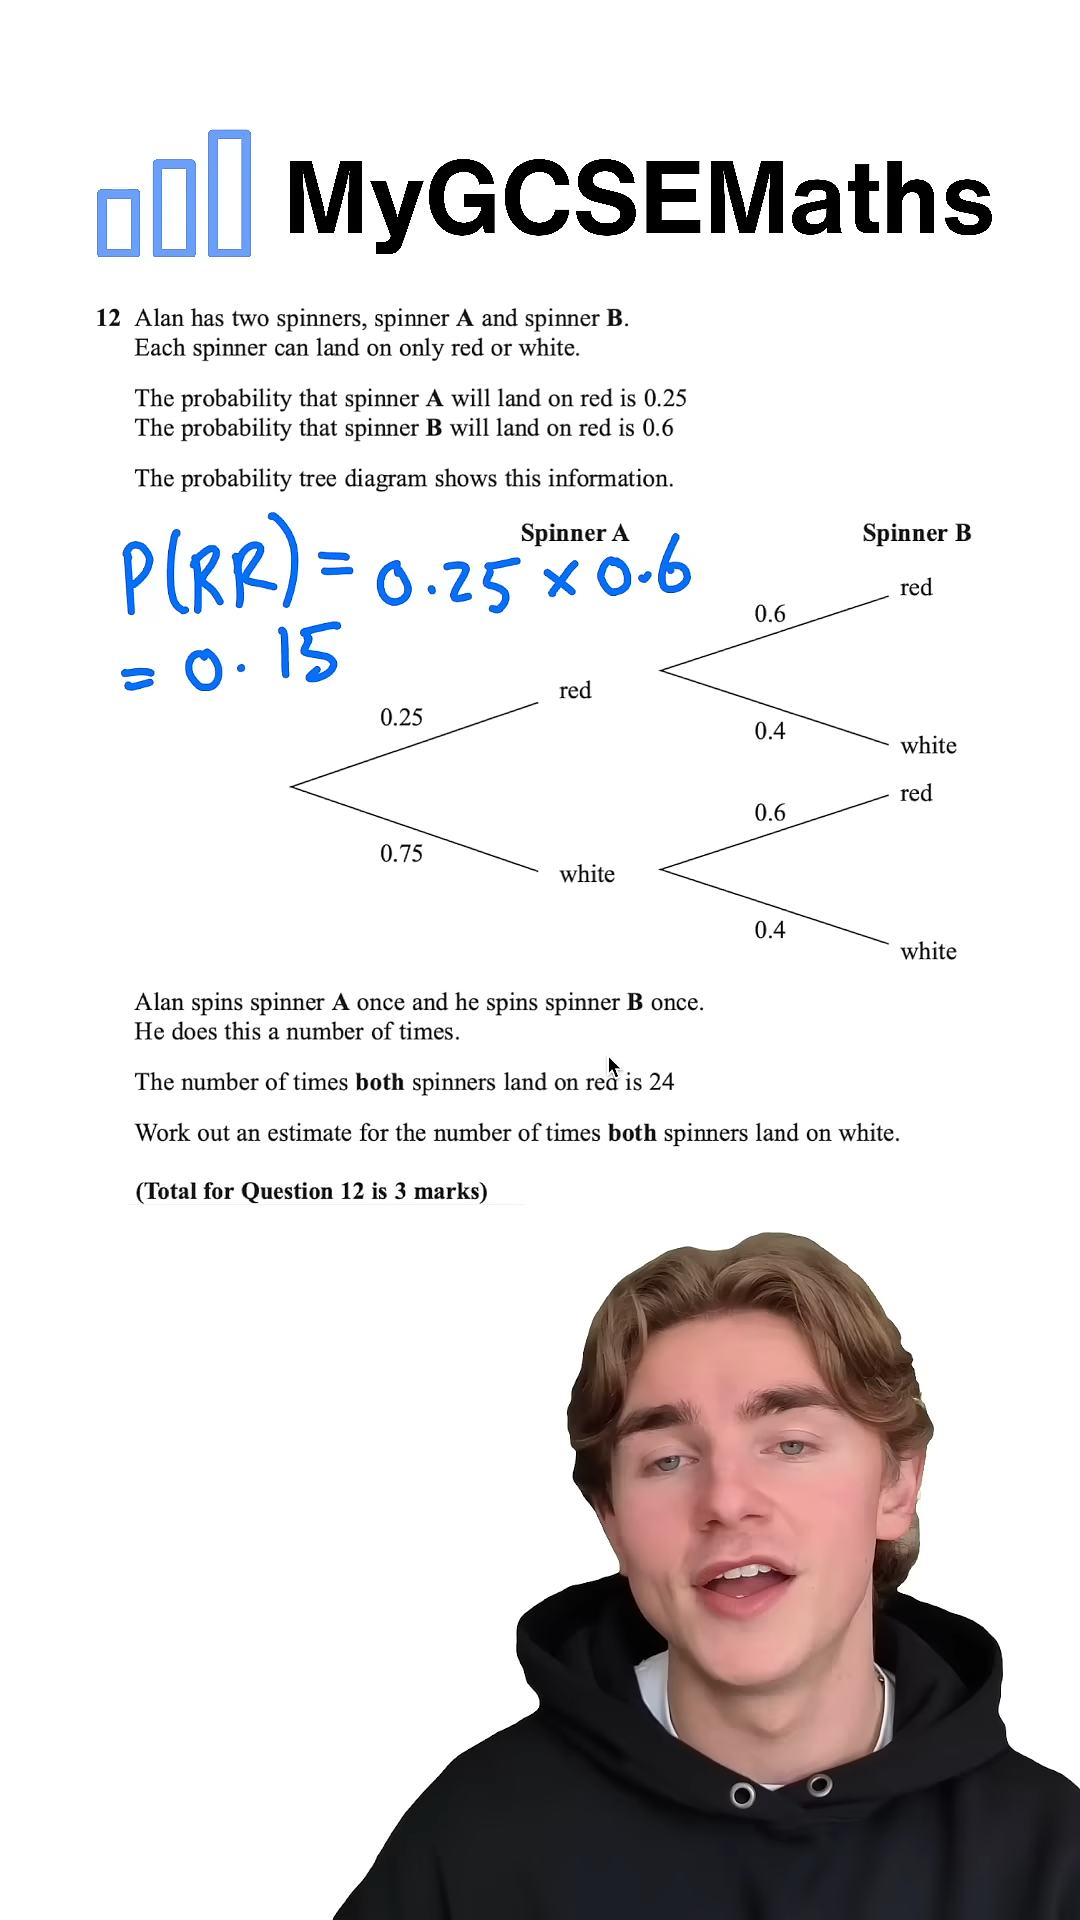 MyGCSEMaths
12 Alan has two spinners, spinner A and spinner B.
Each spinner can land on only red or white.
The probability that spinner A will land on red is 0.25
The probability that spinner B will land on red is 0.6
The probability tree diagram shows this information.
Spinner A Spinner B
P(RR) = 0.25 × 0.6
= 0.15
red
0.6
red
0.25
0.4
white
red
0.6
0.75
white
0.4
white
Alan spins spinner A once and he spins spinner B once.
He does this a number of times.
The number of times both spinners land on red is 24
Work out an estimate for the number of times both spinners land on white.
(Total for Question 12 is 3 marks)